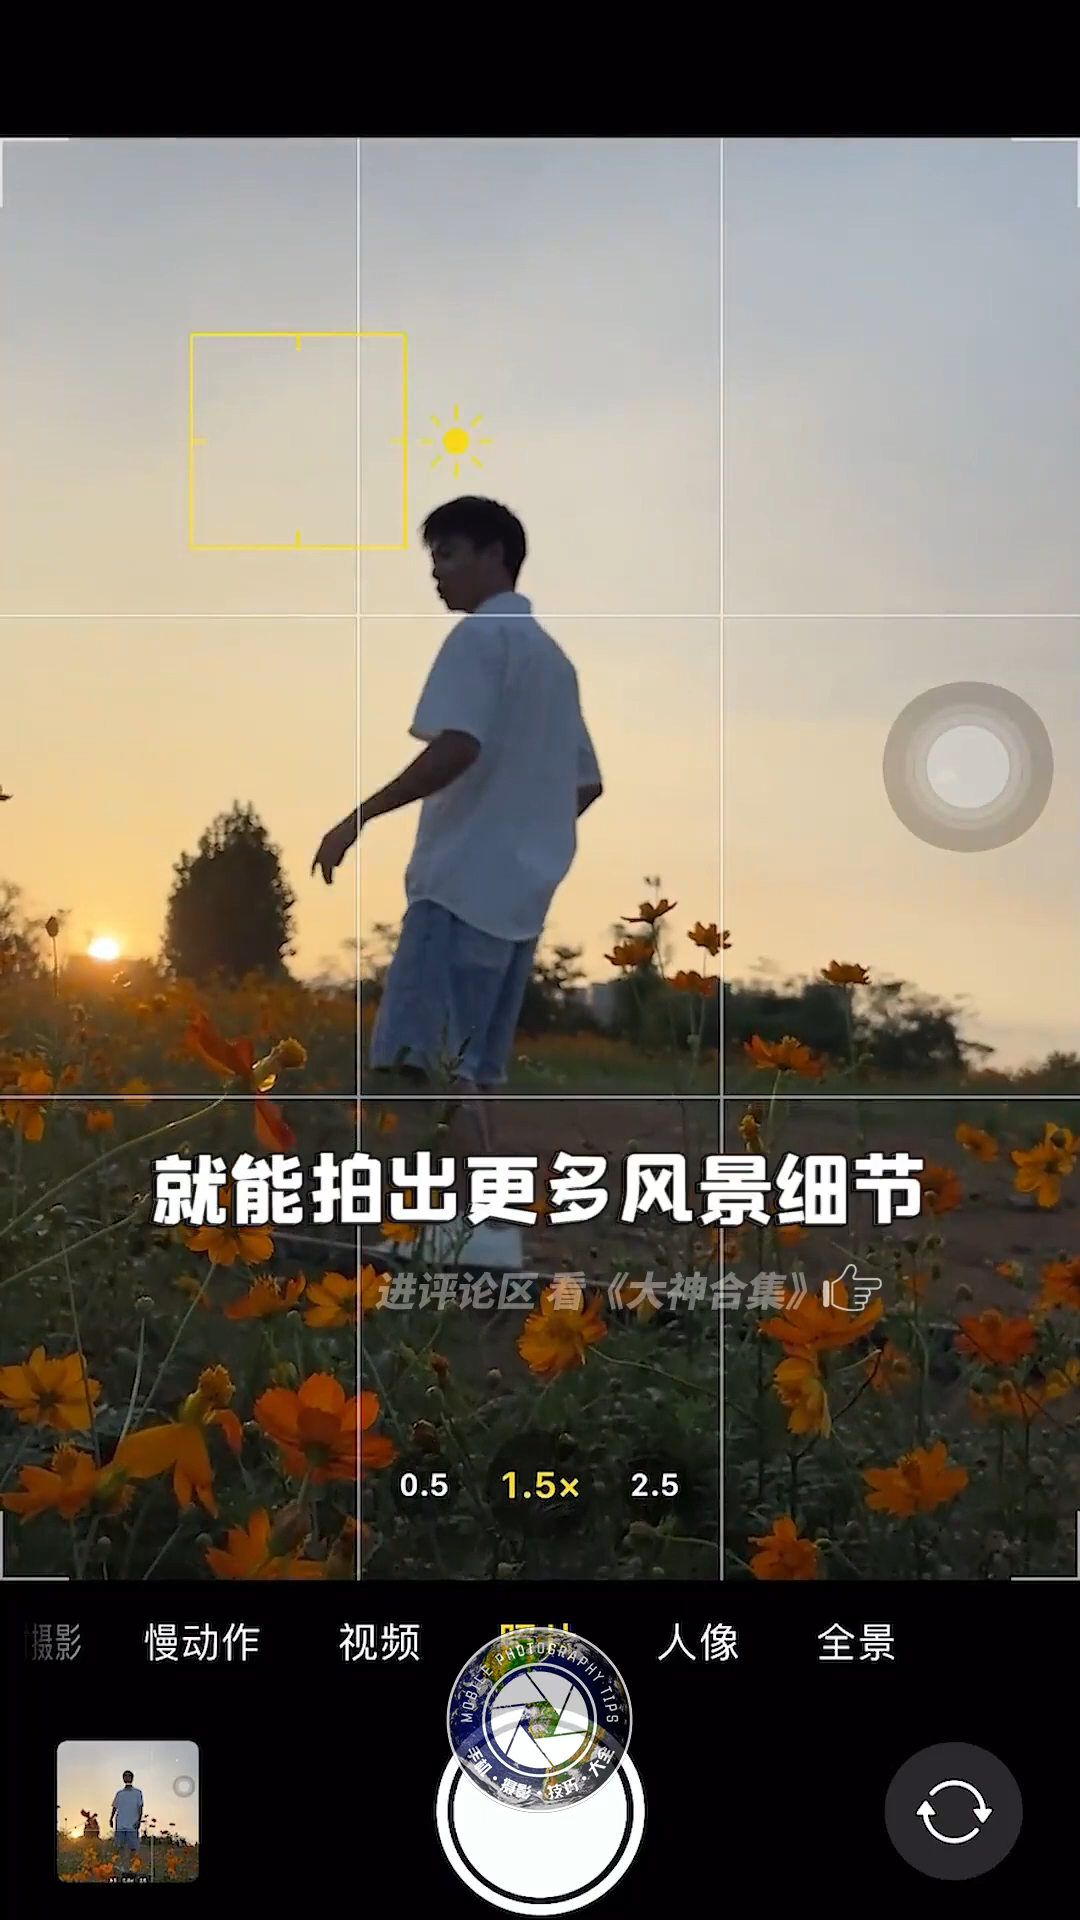 就能拍出更多风景细节
进评论区 看《大神合集》
0.5 1.5× 2.5
摄影 慢动作 视频 人像 全景
MOBILE PHOTOGRAPHY TIPS
手机·摄影·技巧·大全